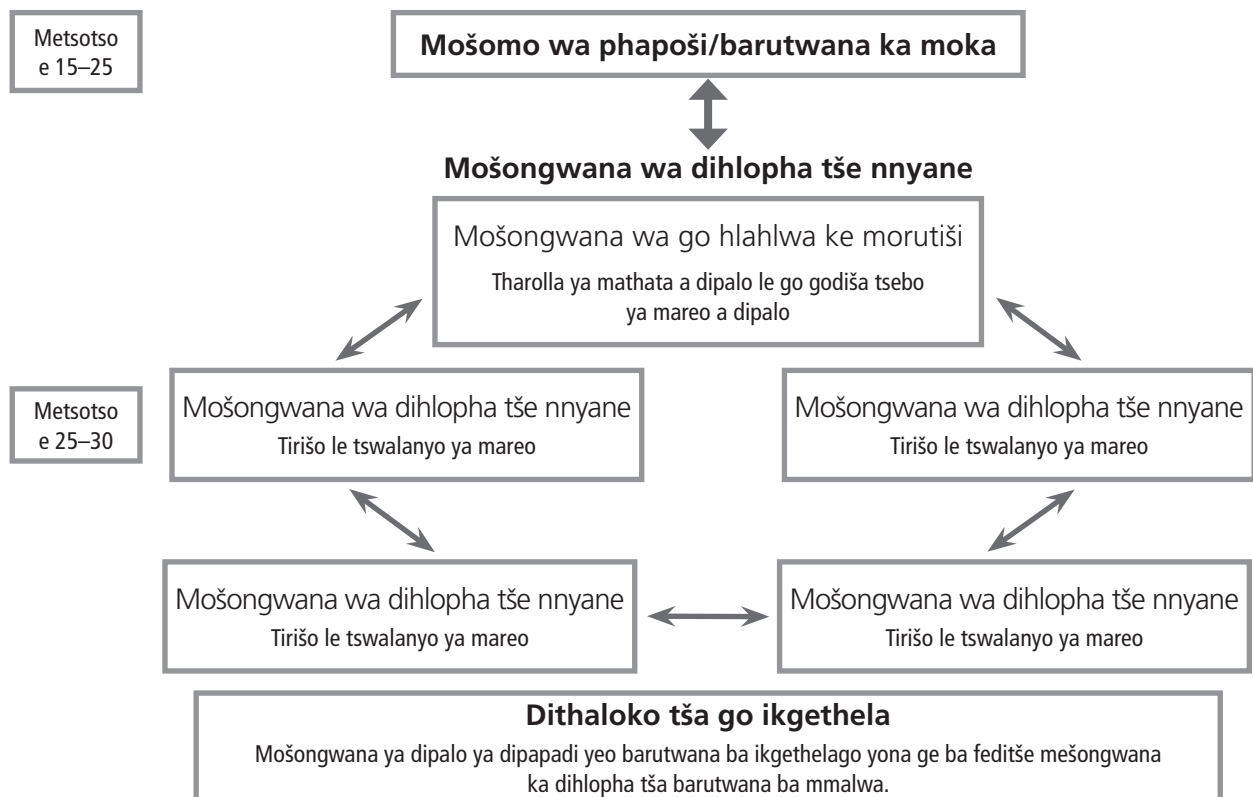 Metsotso
e 15–25
Mošomo wa phapoši/barutwana ka moka
Mošongwana wa dihlopha tše nnyane
Mošongwana wa go hlahlwa ke morutiši
Tharolla ya mathata a dipalo le go godiša tsebo
ya mareo a dipalo
Metsotso
e 25–30
Mošongwana wa dihlopha tše nnyane
Tirišo le tswalanyo ya mareo
Mošongwana wa dihlopha tše nnyane
Tirišo le tswalanyo ya mareo
Mošongwana wa dihlopha tše nnyane
Tirišo le tswalanyo ya mareo
Mošongwana wa dihlopha tše nnyane
Tirišo le tswalanyo ya mareo
Dithaloko tša go ikgethela
Mošongwana ya dipalo ya dipapadi yeo barutwana ba ikgethelago yona ge ba feditše mešongwana
ka dihlopha tša barutwana ba mmalwa.